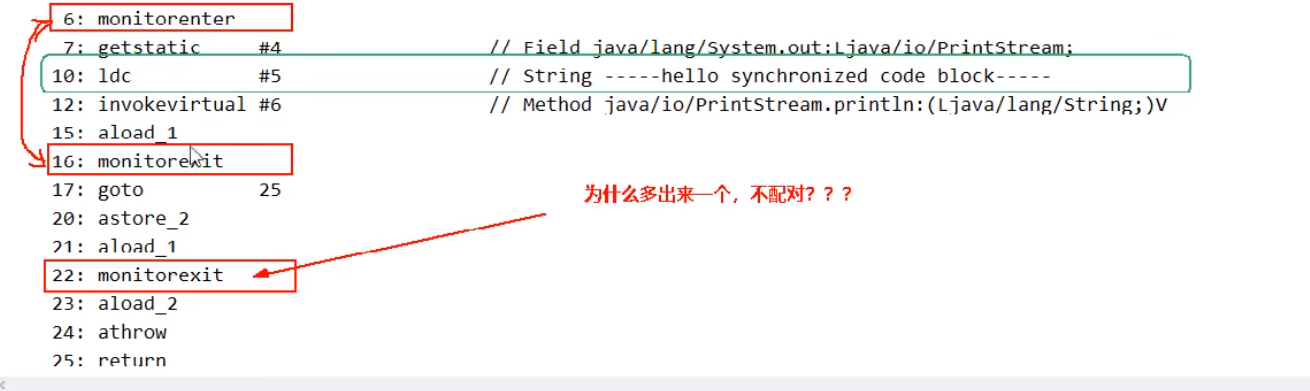 6: monitorenter
7: getstatic #4 // Field java/lang/System.out:Ljava/io/PrintStream;
10: ldc #5 // String -----hello synchronized code block-----
12: invokevirtual #6 // Method java/io/PrintStream.println:(Ljava/lang/String;)V
15: aload_1
16: monitorexit
17: goto 25
为什么多出来一个，不配对？？？
20: astore_2
21: aload_1
22: monitorexit
23: aload_2
24: athrow
25: return